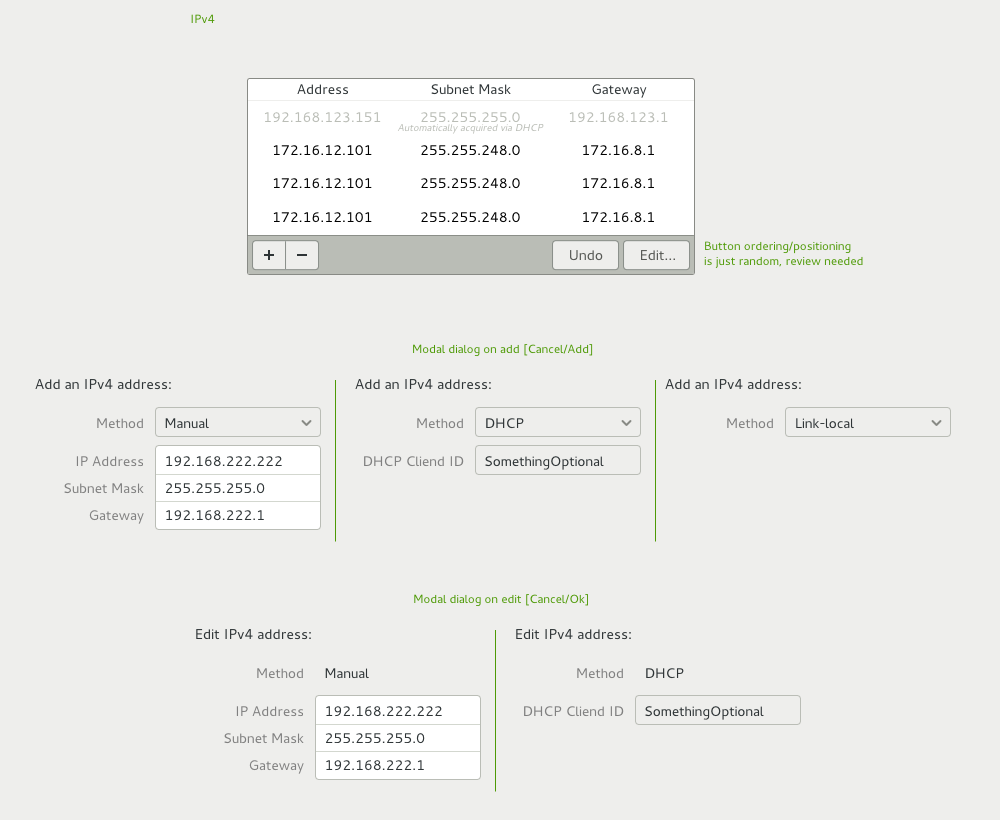 IPv4
Address Subnet Mask Gateway
192.168.123.151 255.255.255.0 192.168.123.1
Automatically acquired via DHCP
172.16.12.101 255.255.248.0 172.16.8.1
172.16.12.101 255.255.248.0 172.16.8.1
172.16.12.101 255.255.248.0 172.16.8.1
+ − Undo Edit...
Button ordering/positioning
is just random, review needed
Modal dialog on add [Cancel/Add]
Add an IPv4 address:
Method Manual
IP Address 192.168.222.222
Subnet Mask 255.255.255.0
Gateway 192.168.222.1
Add an IPv4 address:
Method DHCP
DHCP Cliend ID SomethingOptional
Add an IPv4 address:
Method Link-local
Modal dialog on edit [Cancel/Ok]
Edit IPv4 address:
Method Manual
IP Address 192.168.222.222
Subnet Mask 255.255.255.0
Gateway 192.168.222.1
Edit IPv4 address:
Method DHCP
DHCP Cliend ID SomethingOptional